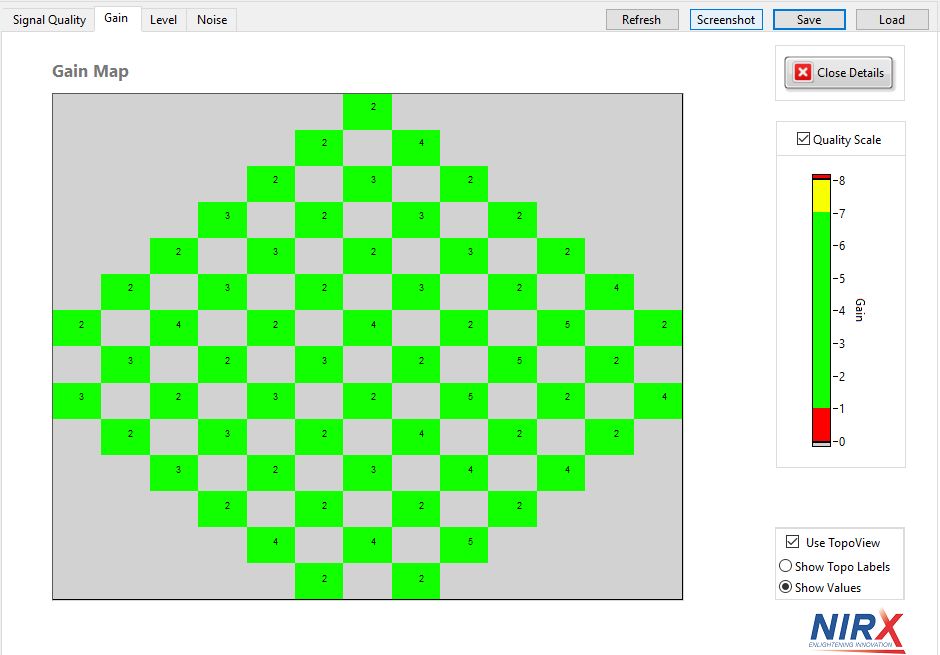 Signal Quality Gain Level Noise Refresh Screenshot Save Load
Gain Map
Close Details
2
2 4
2 3 2
3 2 3 2
2 3 2 3 2
2 3 2 3 2 4
2 4 2 4 2 5 2
3 2 3 2 5 2
3 2 3 2 5 2 4
2 3 2 4 2 2
3 2 3 4 4
2 2 2 2
4 4 5
2 2
Quality Scale
8
7
6
5
4
3
2
1
0
Gain
Use TopoView
Show Topo Labels
Show Values
NIRX
ENLIGHTENING INNOVATION